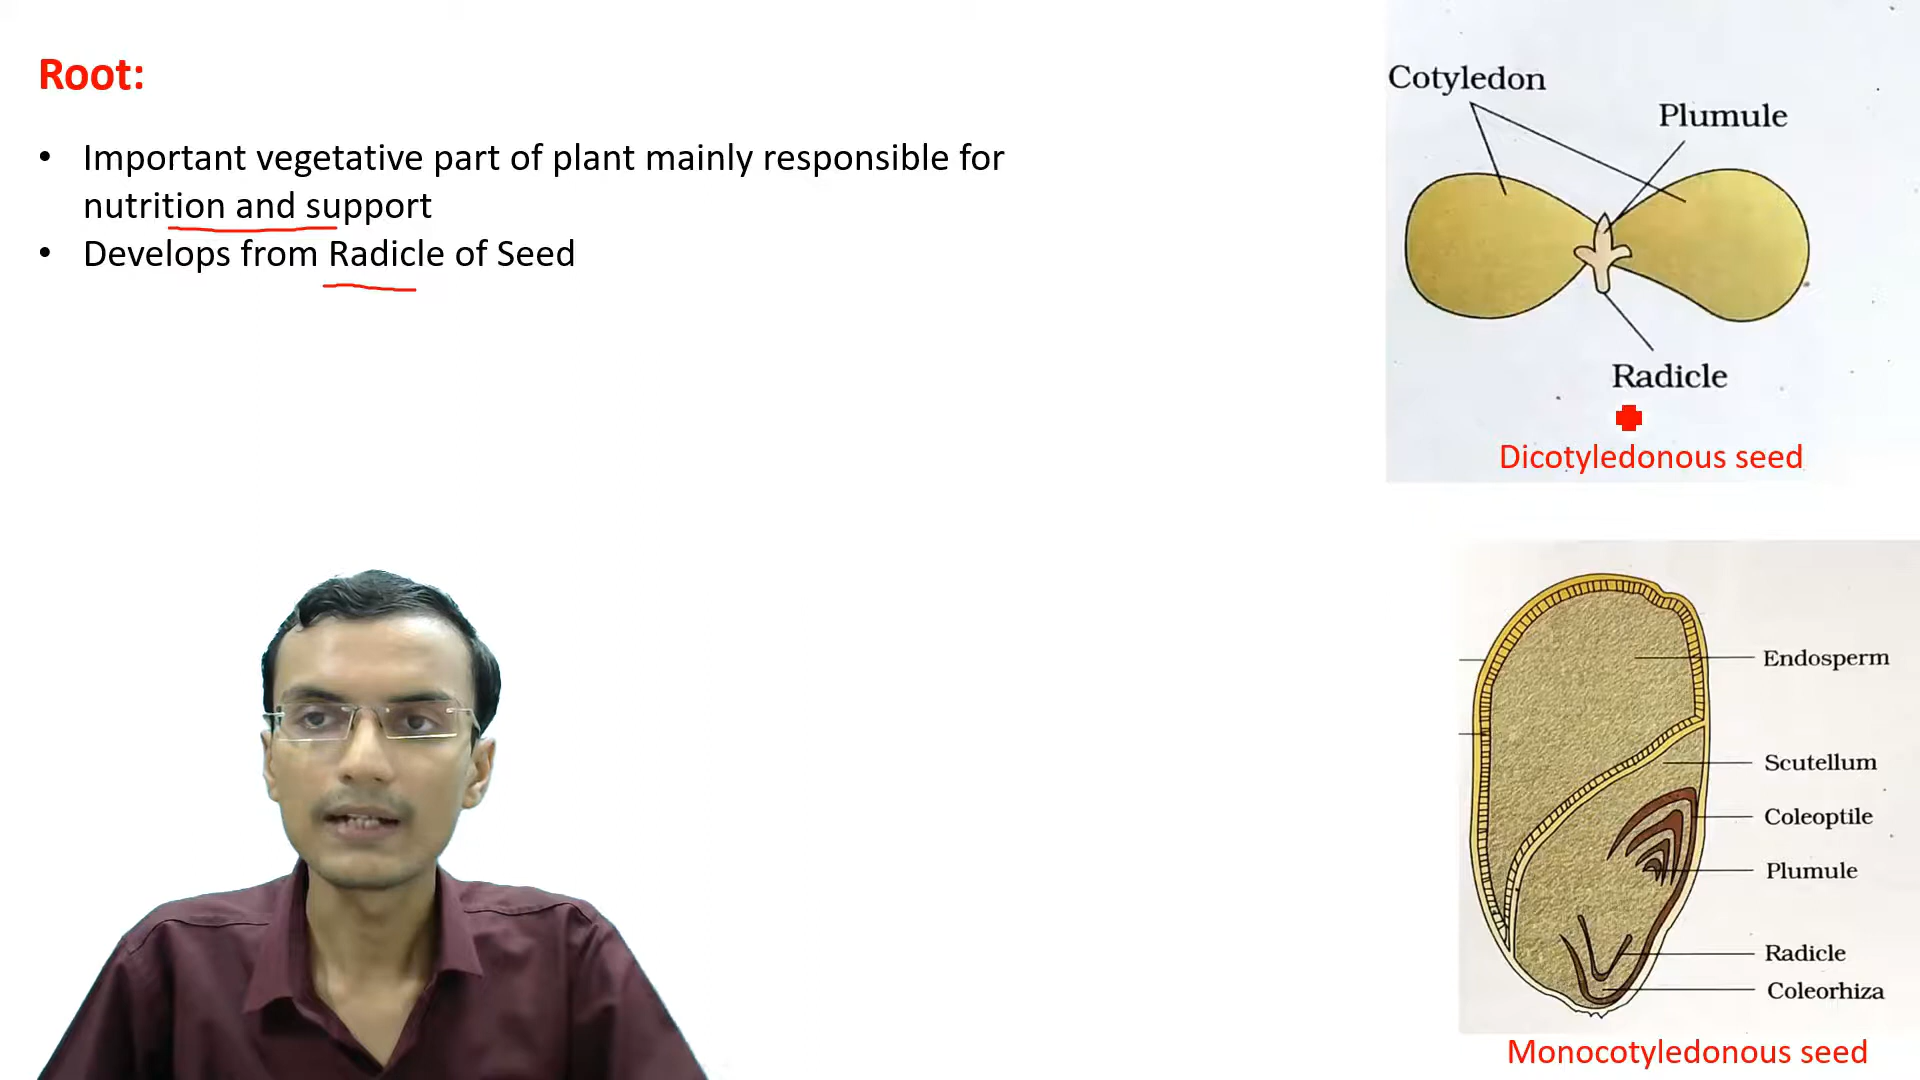 Root:
• Important vegetative part of plant mainly responsible for
nutrition and support
• Develops from Radicle of Seed
Cotyledon
Plumule
Radicle
Dicotyledonous seed
Endosperm
Scutellum
Coleoptile
Plumule
Radicle
Coleorhiza
Monocotyledonous seed